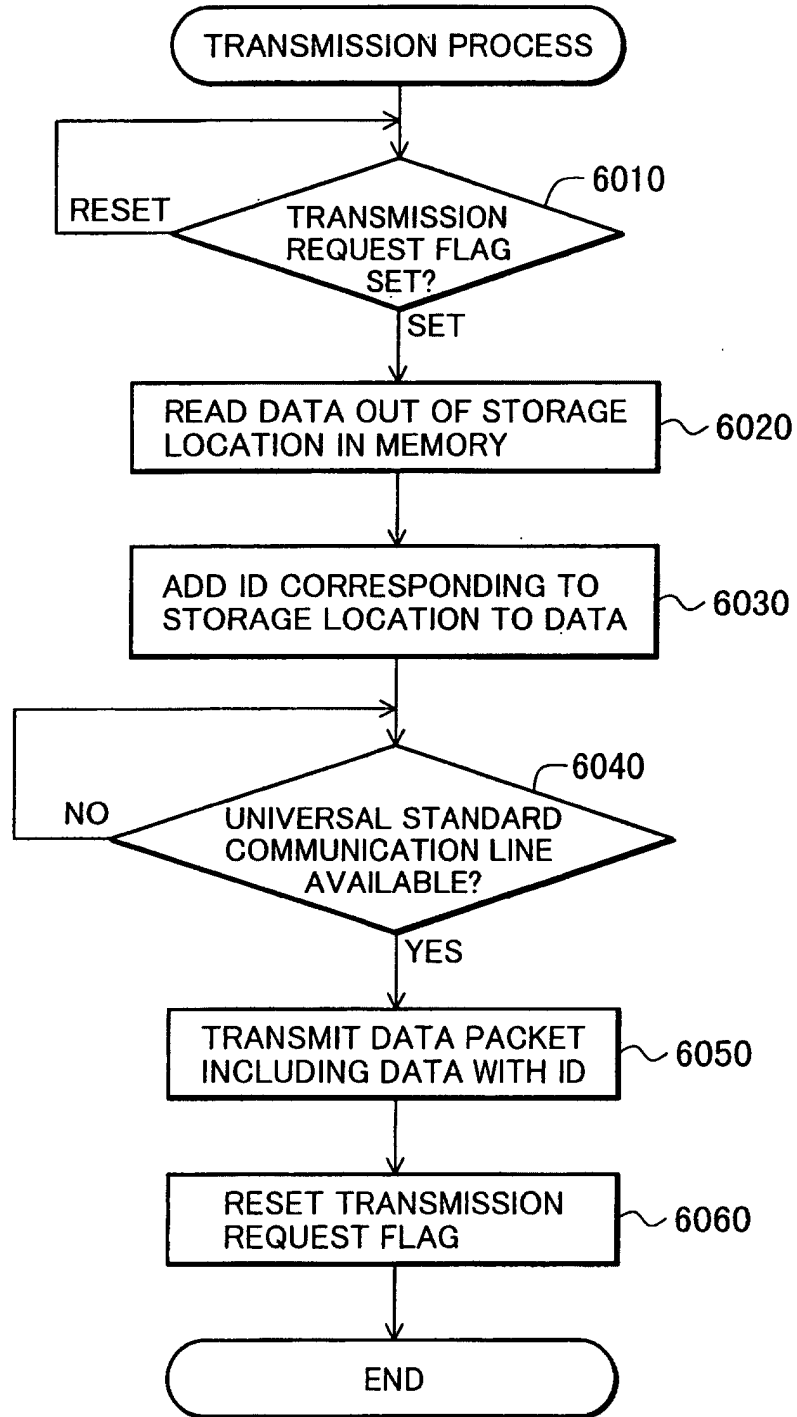 TRANSMISSION PROCESS
6010
RESET
TRANSMISSION
REQUEST FLAG
SET?
SET
READ DATA OUT OF STORAGE
LOCATION IN MEMORY
6020
ADD ID CORRESPONDING TO
STORAGE LOCATION TO DATA
6030
6040
NO
UNIVERSAL STANDARD
COMMUNICATION LINE
AVAILABLE?
YES
TRANSMIT DATA PACKET
INCLUDING DATA WITH ID
6050
RESET TRANSMISSION
REQUEST FLAG
6060
END